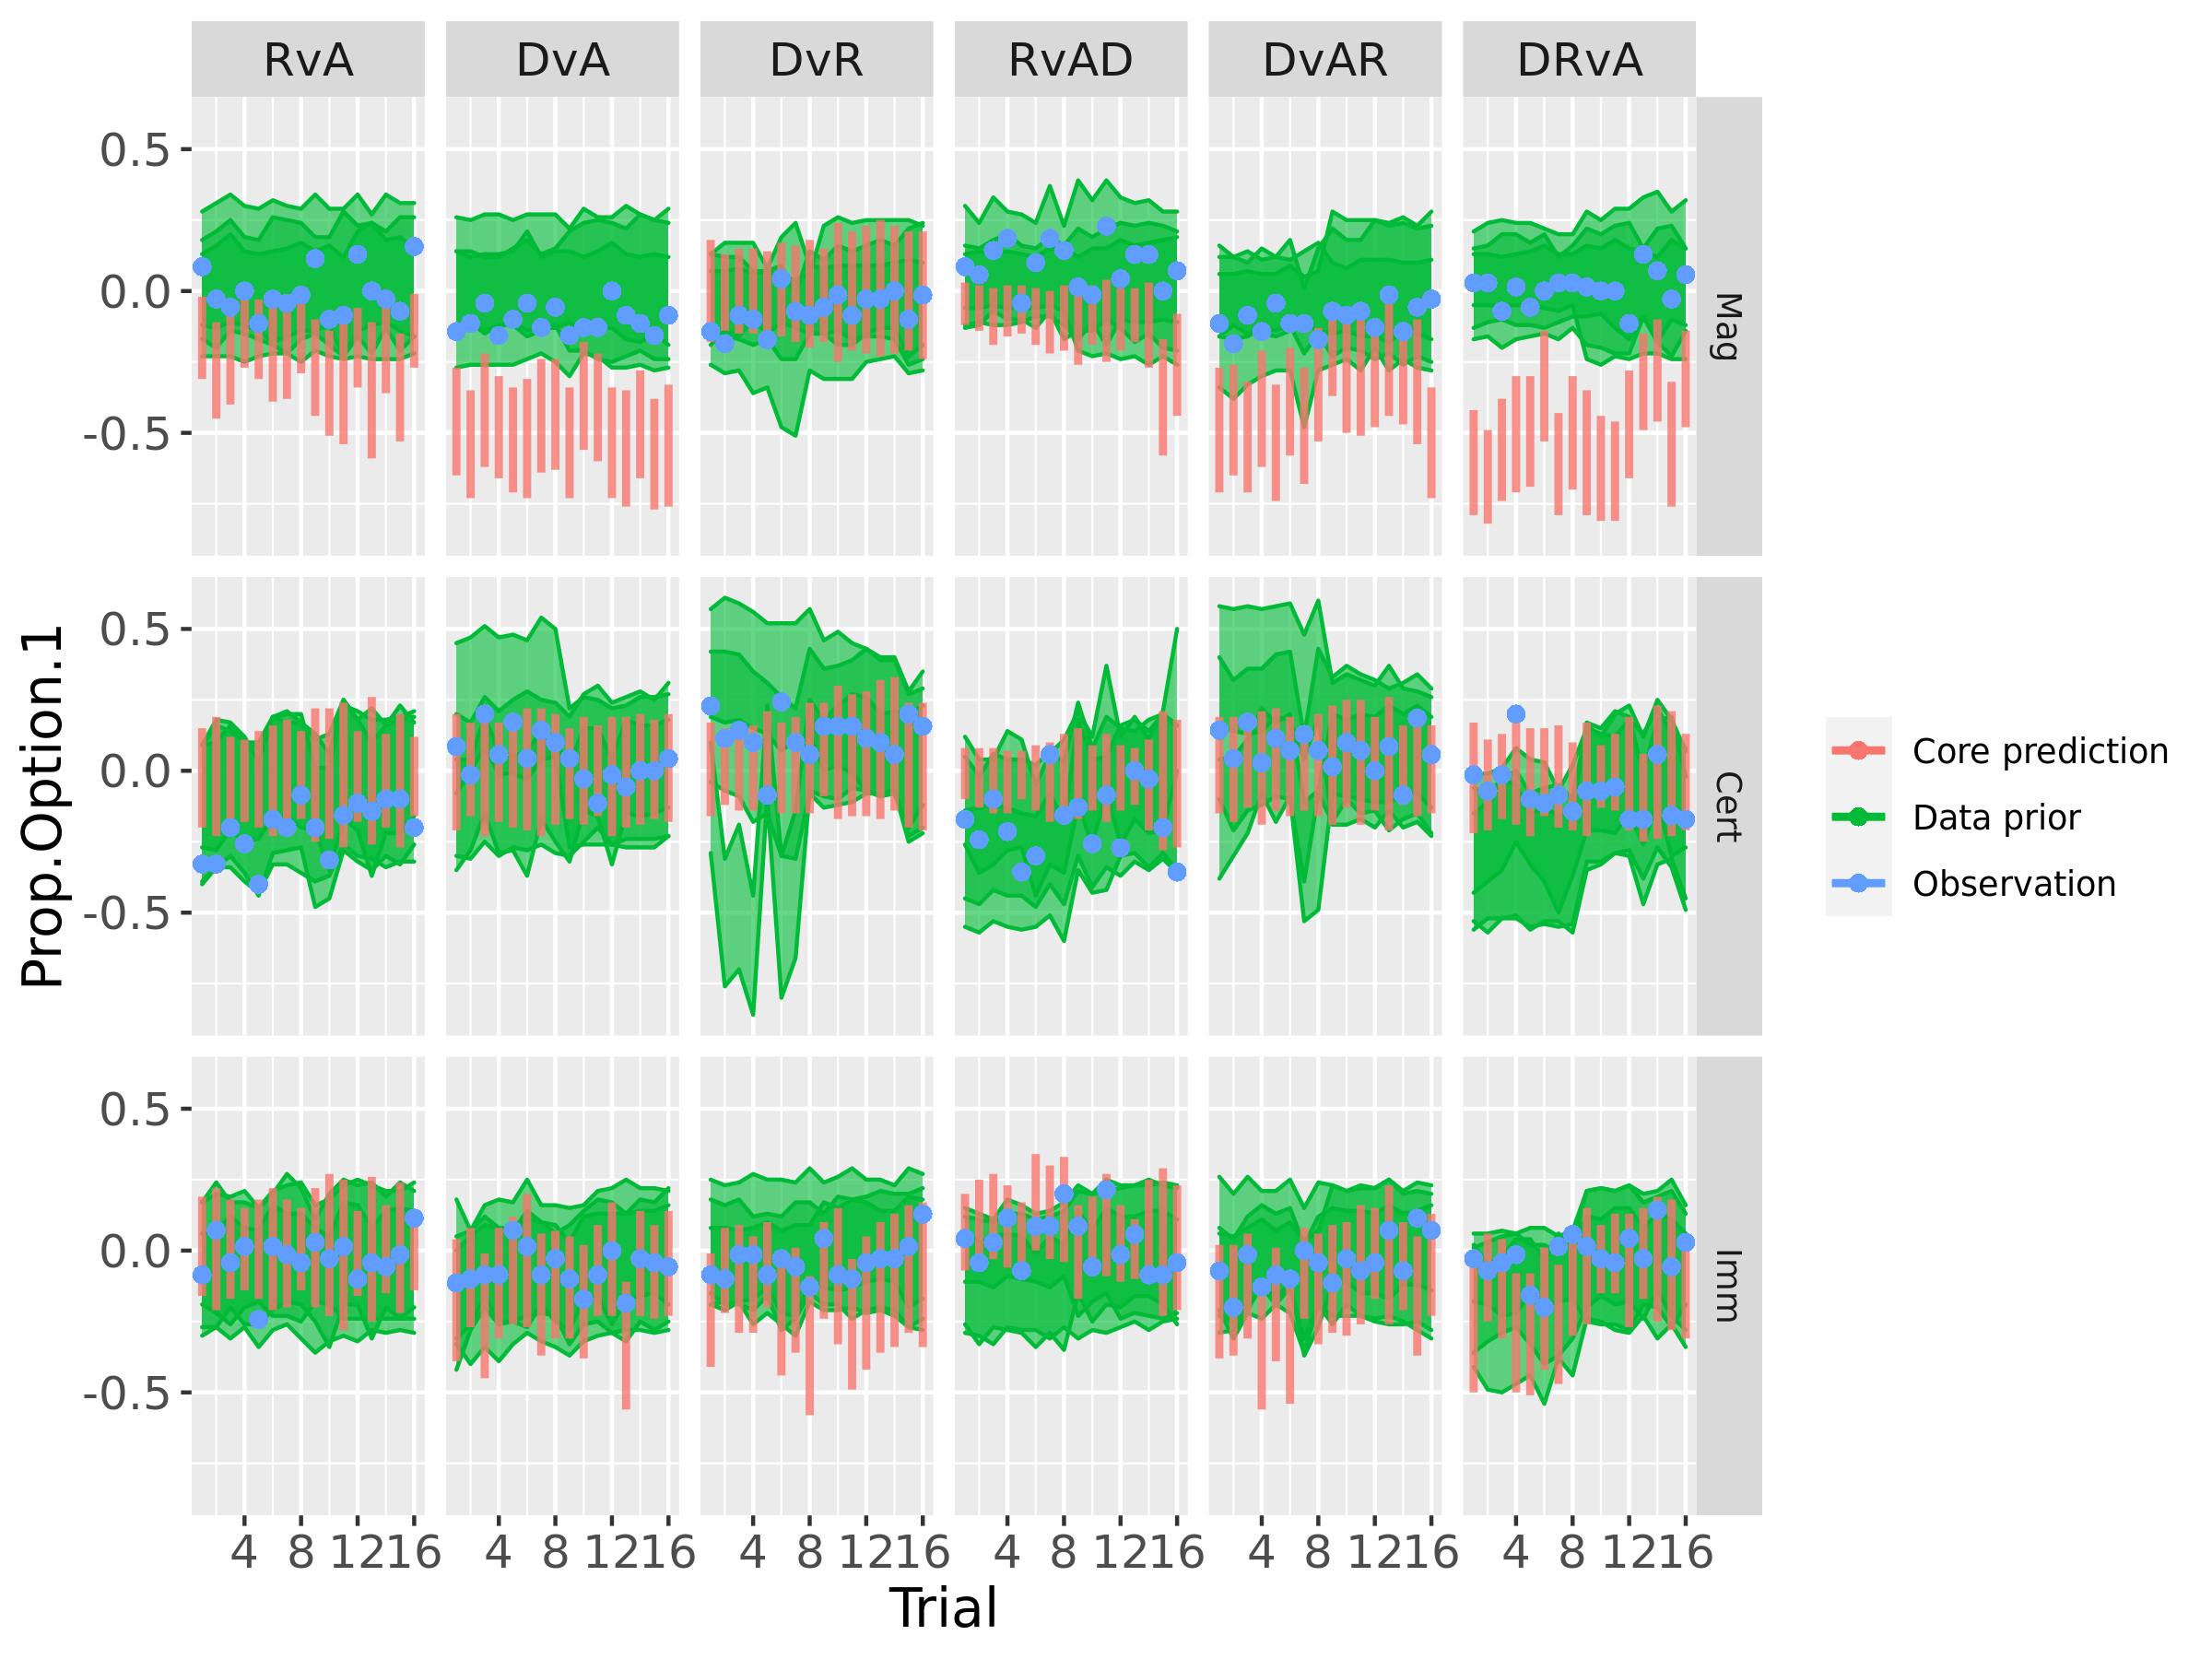 RvA DvA DvR RvAD DvAR DRvA
0.5
0.0
-0.5
Mag
0.5
0.0
-0.5
Cert
0.5
0.0
-0.5
Imm
4 8 12 16 4 8 12 16 4 8 12 16 4 8 12 16 4 8 12 16 4 8 12 16
Trial
Prop.Option.1
Core prediction
Data prior
Observation